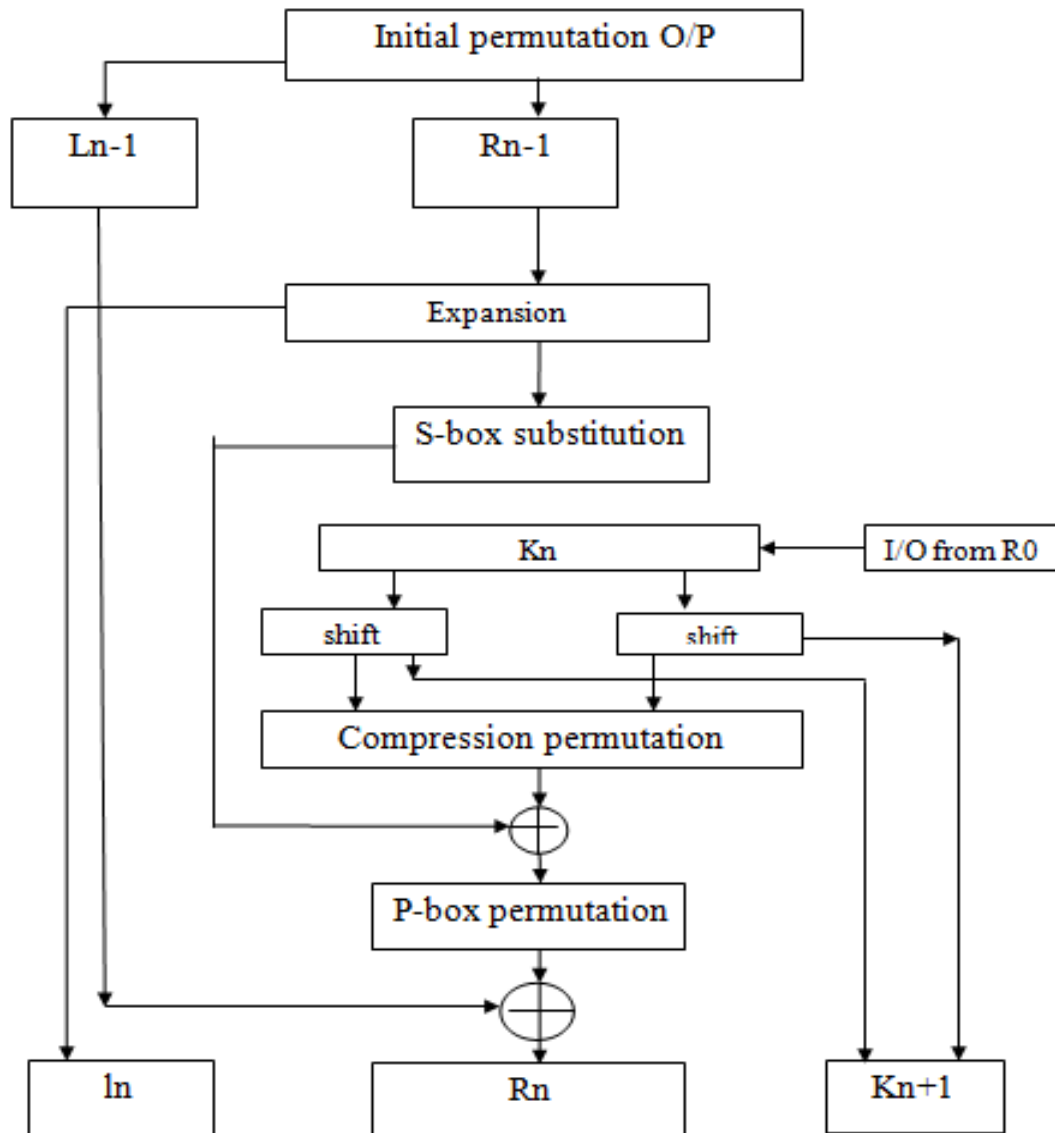 Initial permutation O/P
Ln-1
Rn-1
Expansion
S-box substitution
Kn
I/O from R0
shift
shift
Compression permutation
P-box permutation
ln
Rn
Kn+1